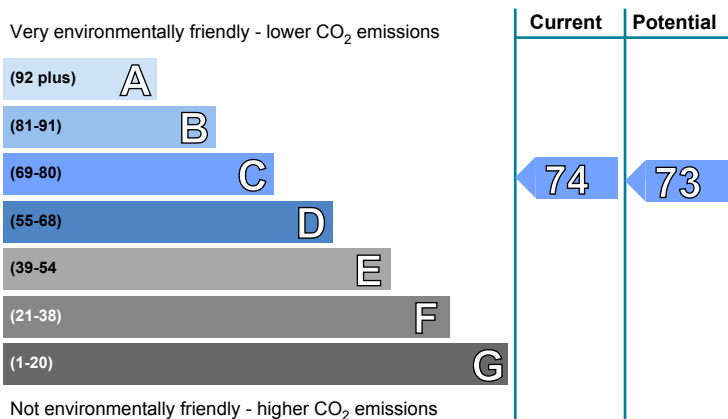 Current Potential
Very environmentally friendly - lower CO2 emissions
(92 plus) A
(81-91) B
(69-80) C 74 73
(55-68) D
(39-54 E
(21-38) F
(1-20) G
Not environmentally friendly - higher CO2 emissions